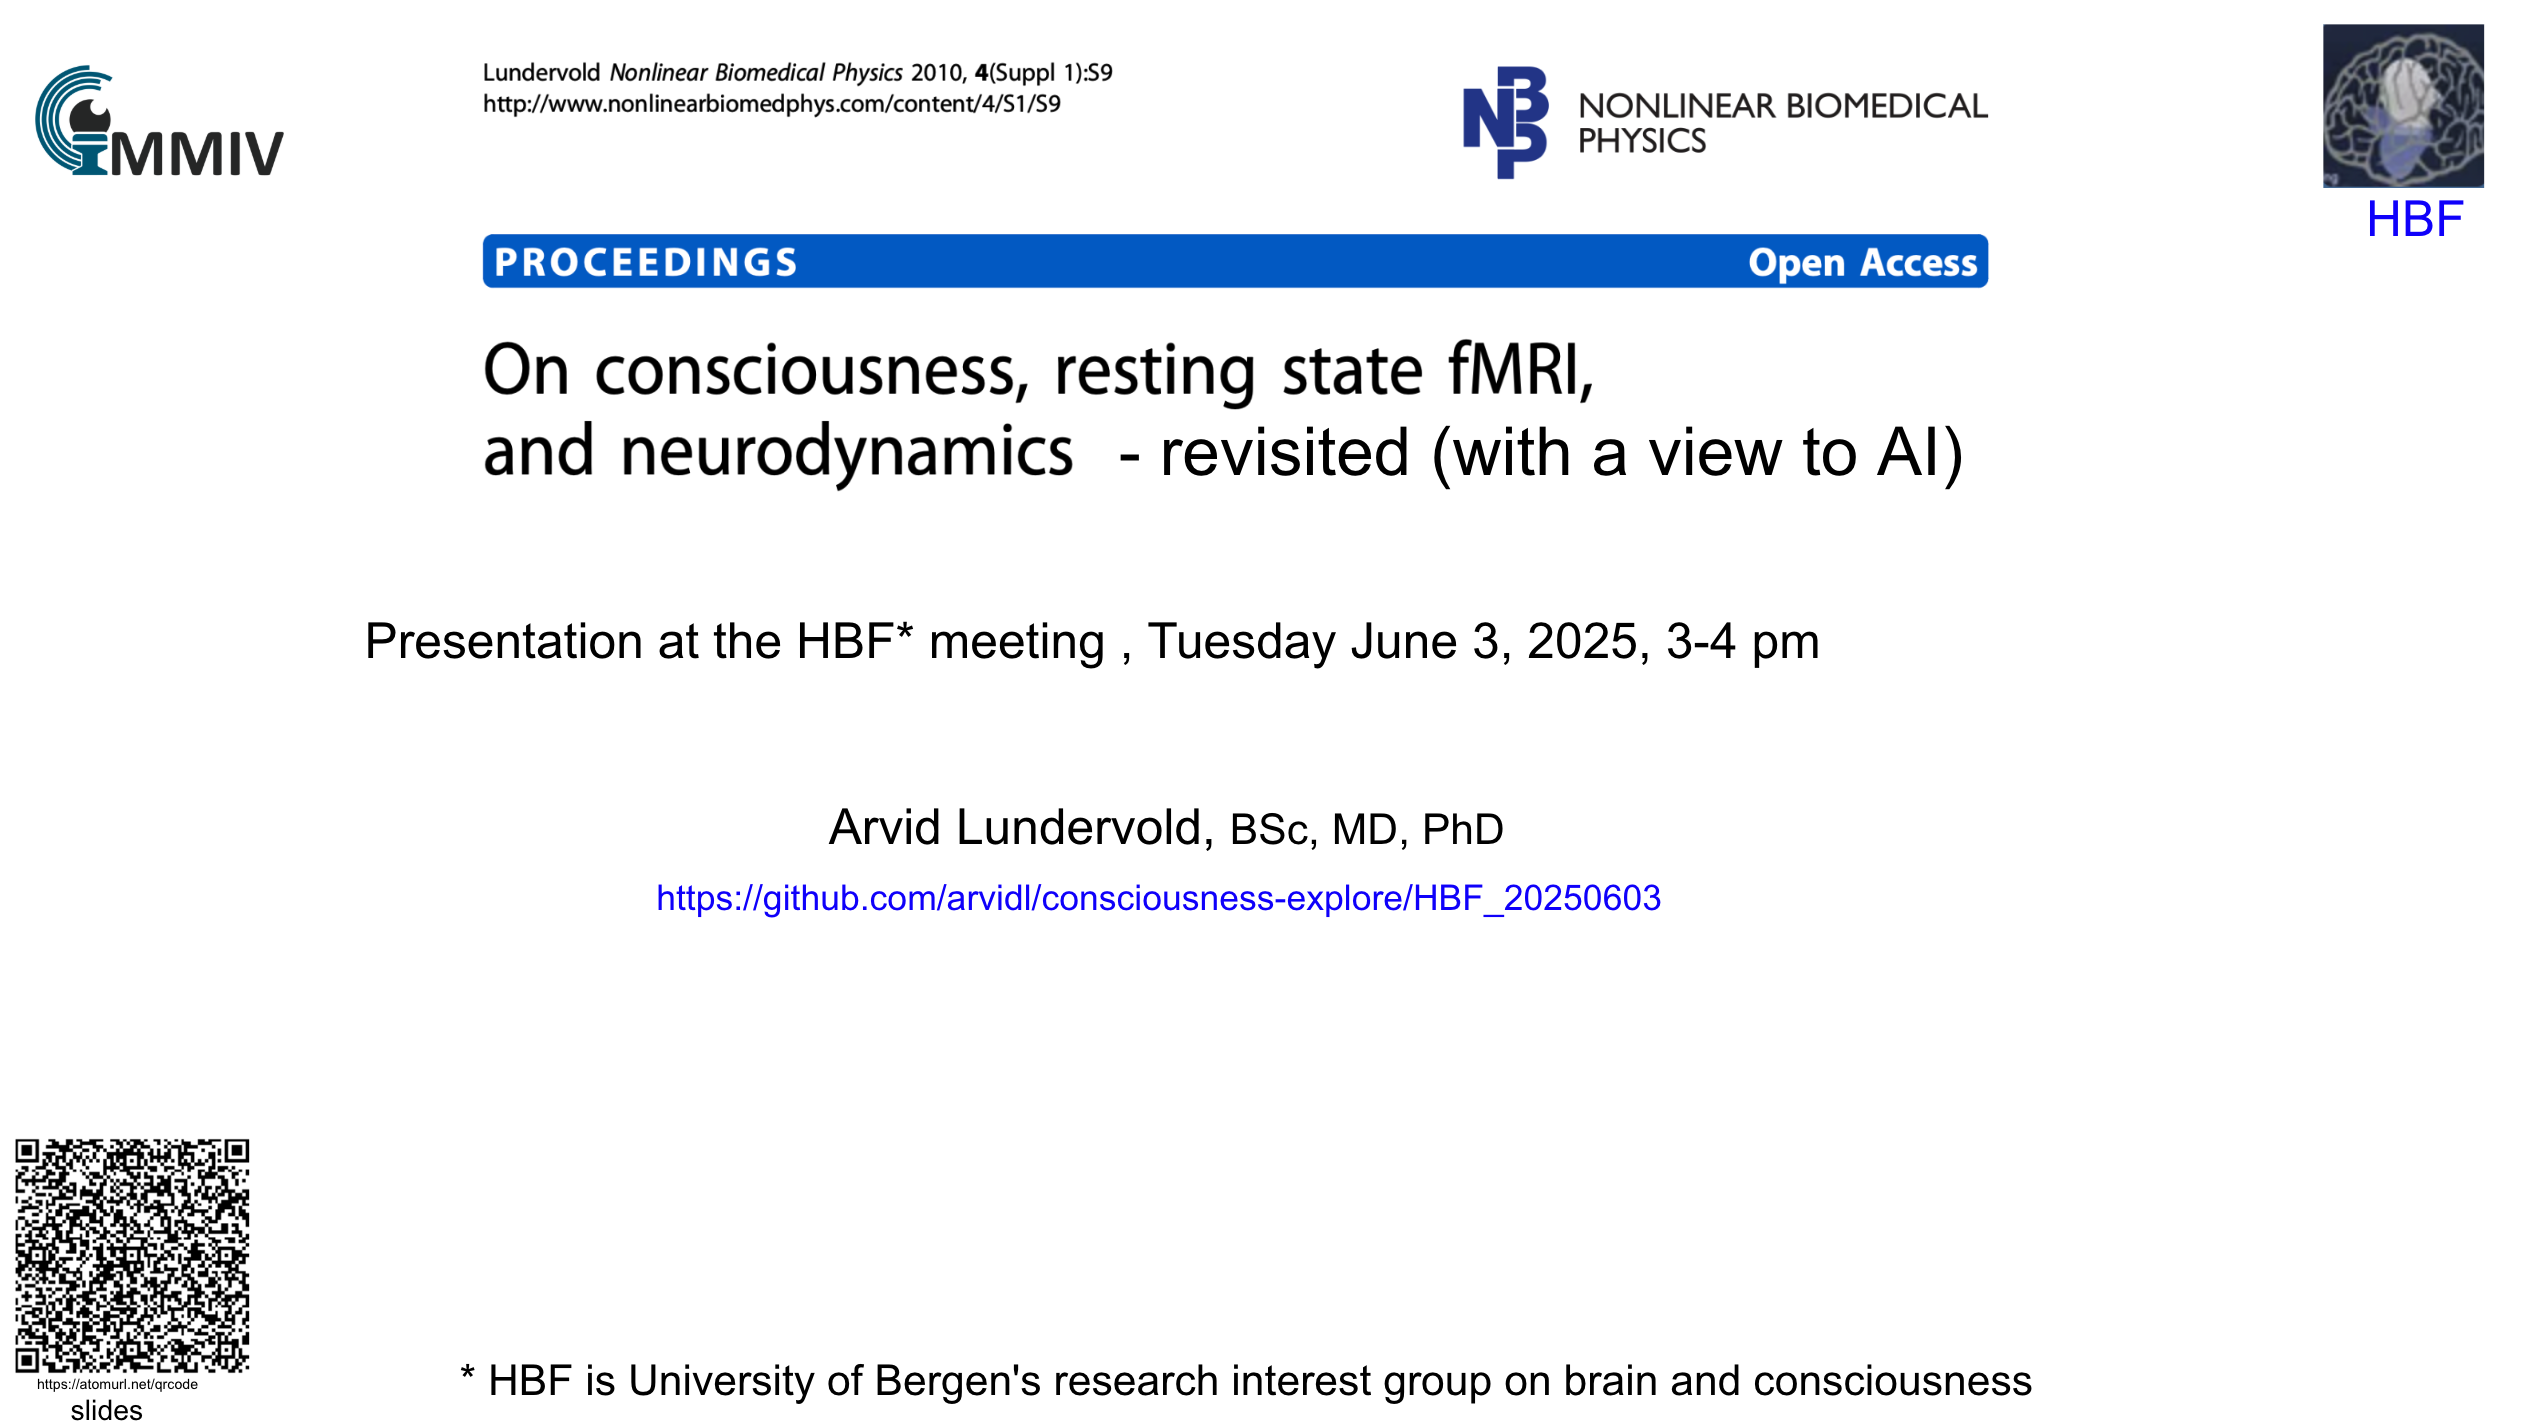 MMIV
Lundervold Nonlinear Biomedical Physics 2010, 4(Suppl 1):S9
http://www.nonlinearbiomedphys.com/content/4/S1/S9
NBP
NONLINEAR BIOMEDICAL
PHYSICS
HBF
PROCEEDINGS
Open Access
On consciousness, resting state fMRI,
and neurodynamics - revisited (with a view to AI)
Presentation at the HBF* meeting , Tuesday June 3, 2025, 3-4 pm
Arvid Lundervold, BSc, MD, PhD
https://github.com/arvidl/consciousness-explore/HBF_20250603
https://atomurl.net/qrcode
slides
* HBF is University of Bergen's research interest group on brain and consciousness